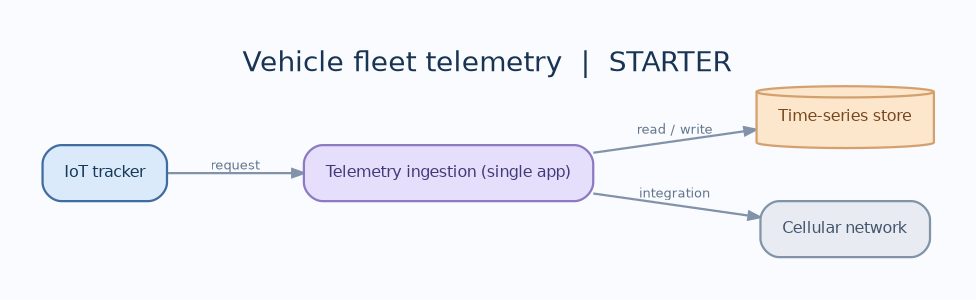 Vehicle fleet telemetry | STARTER
Time-series store
read / write
IoT tracker
request
Telemetry ingestion (single app)
integration
Cellular network